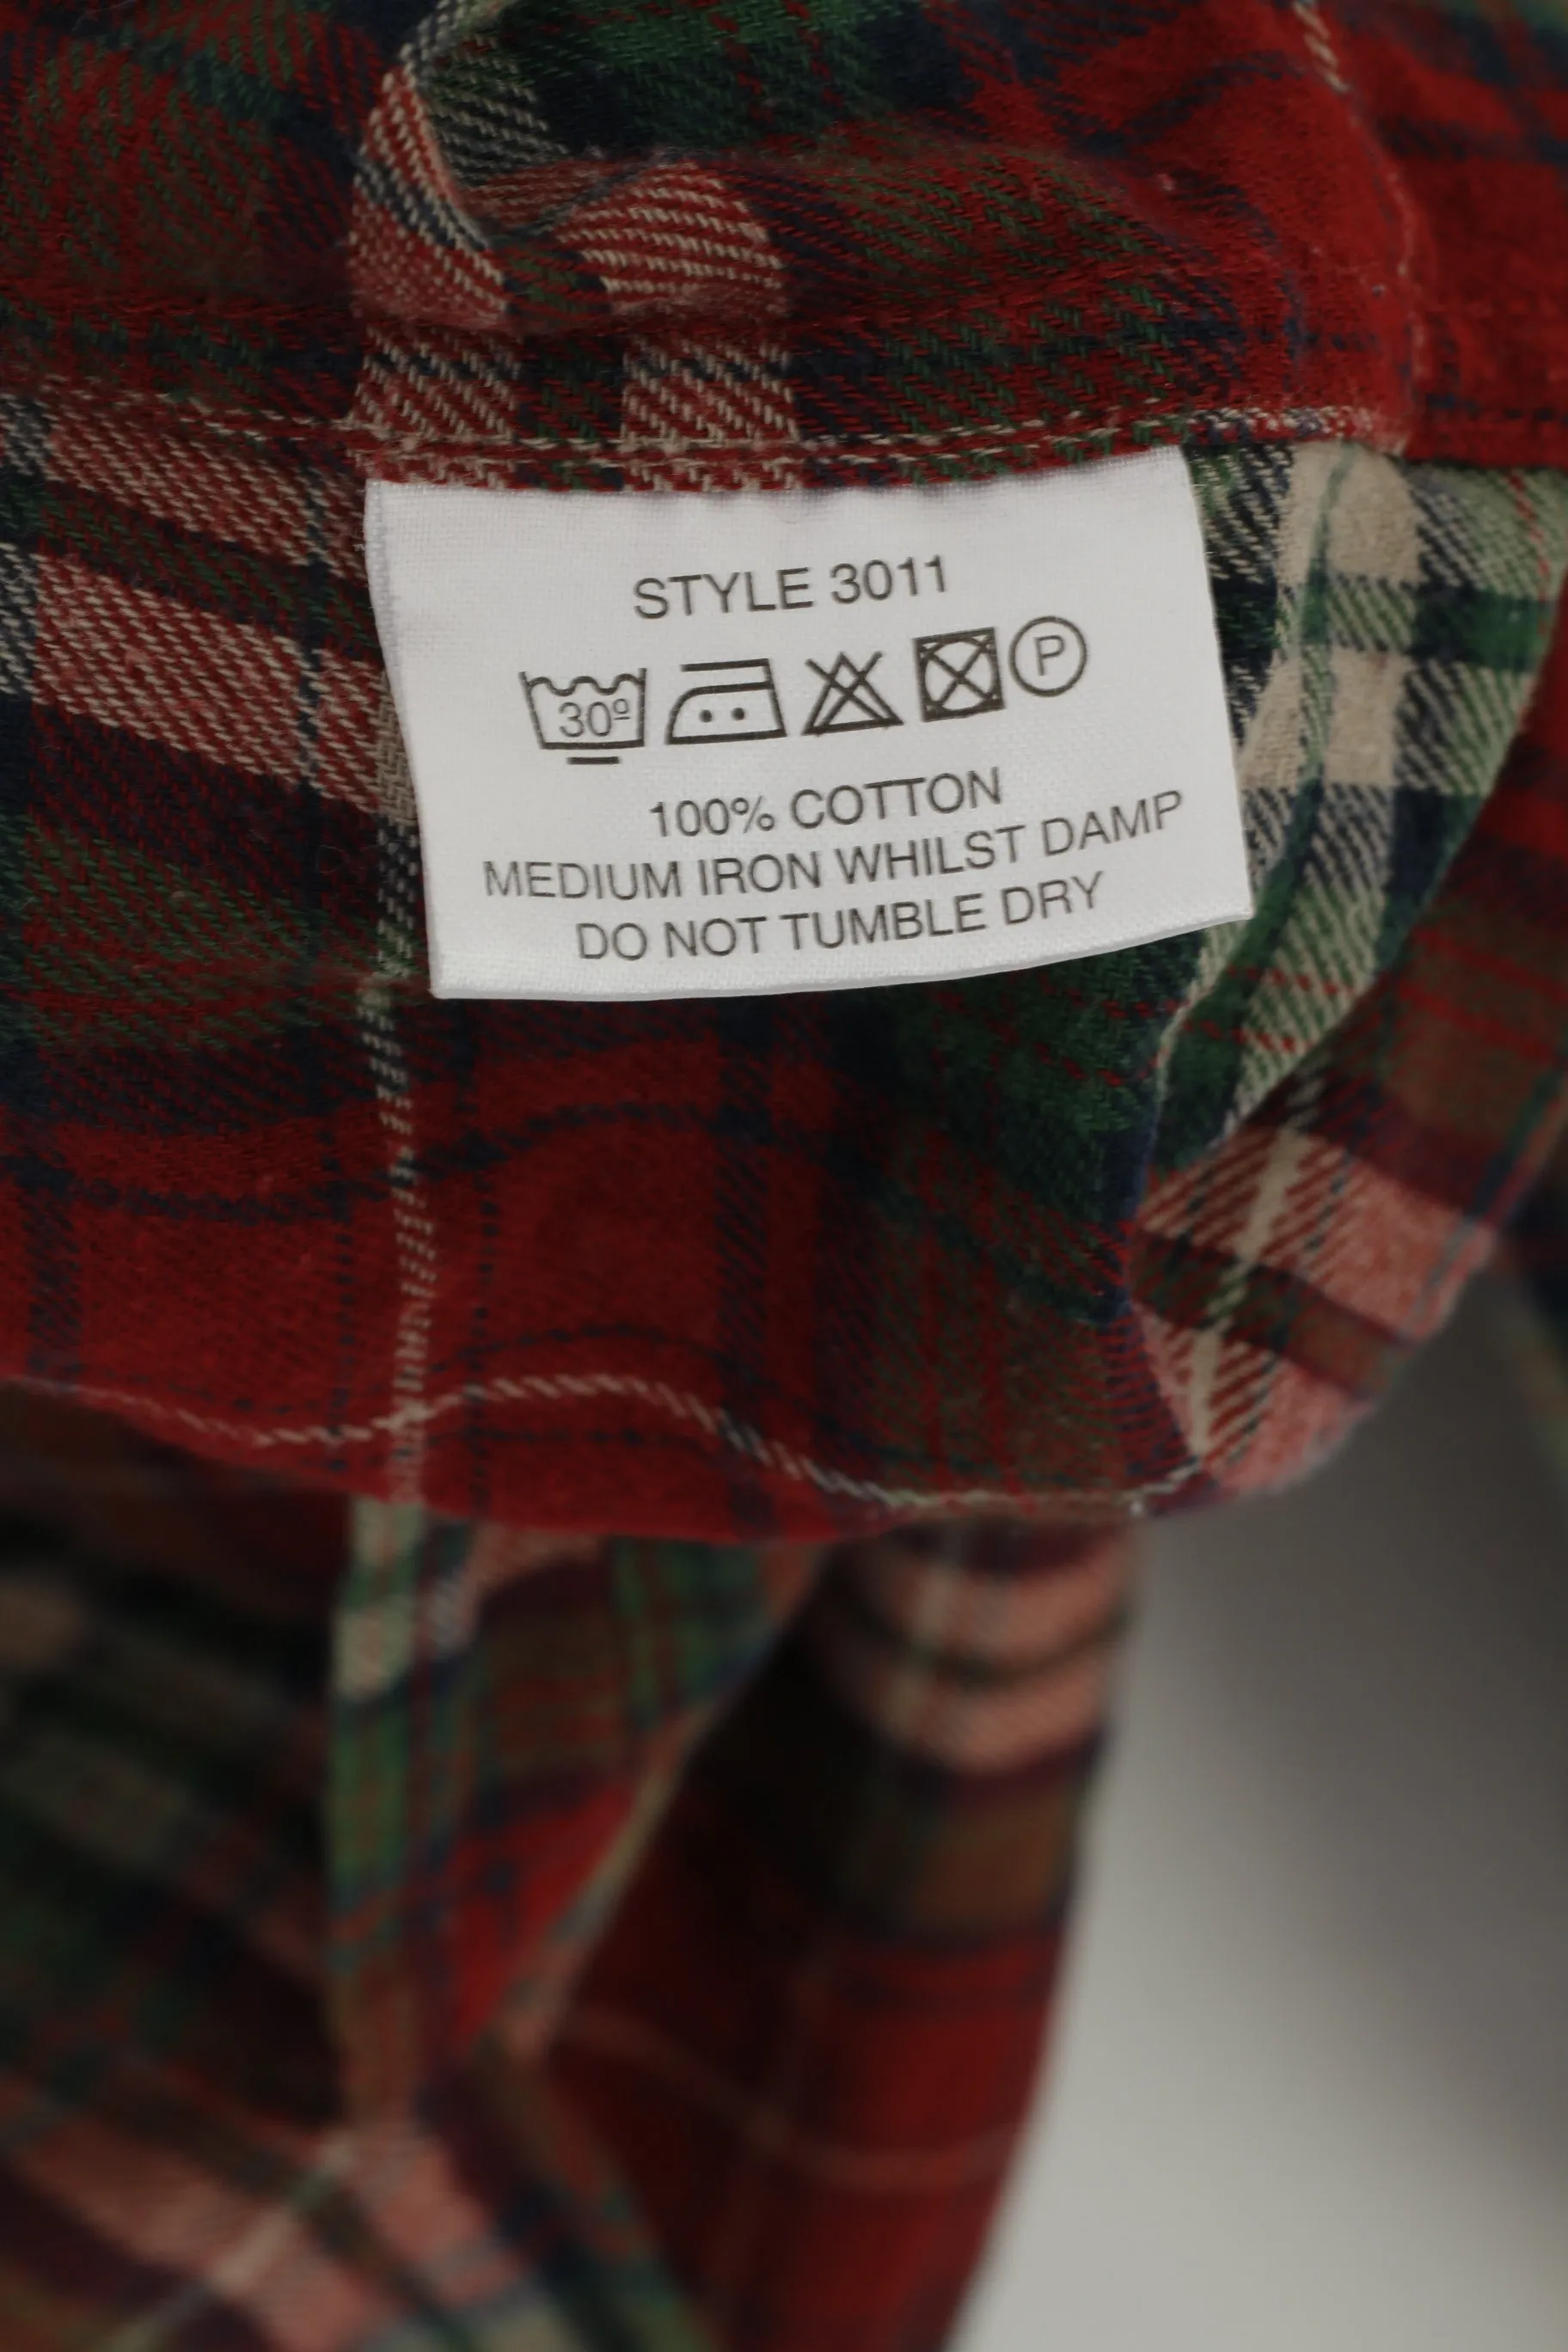 STYLE 3011
30º P
100% COTTON
MEDIUM IRON WHILST DAMP
DO NOT TUMBLE DRY